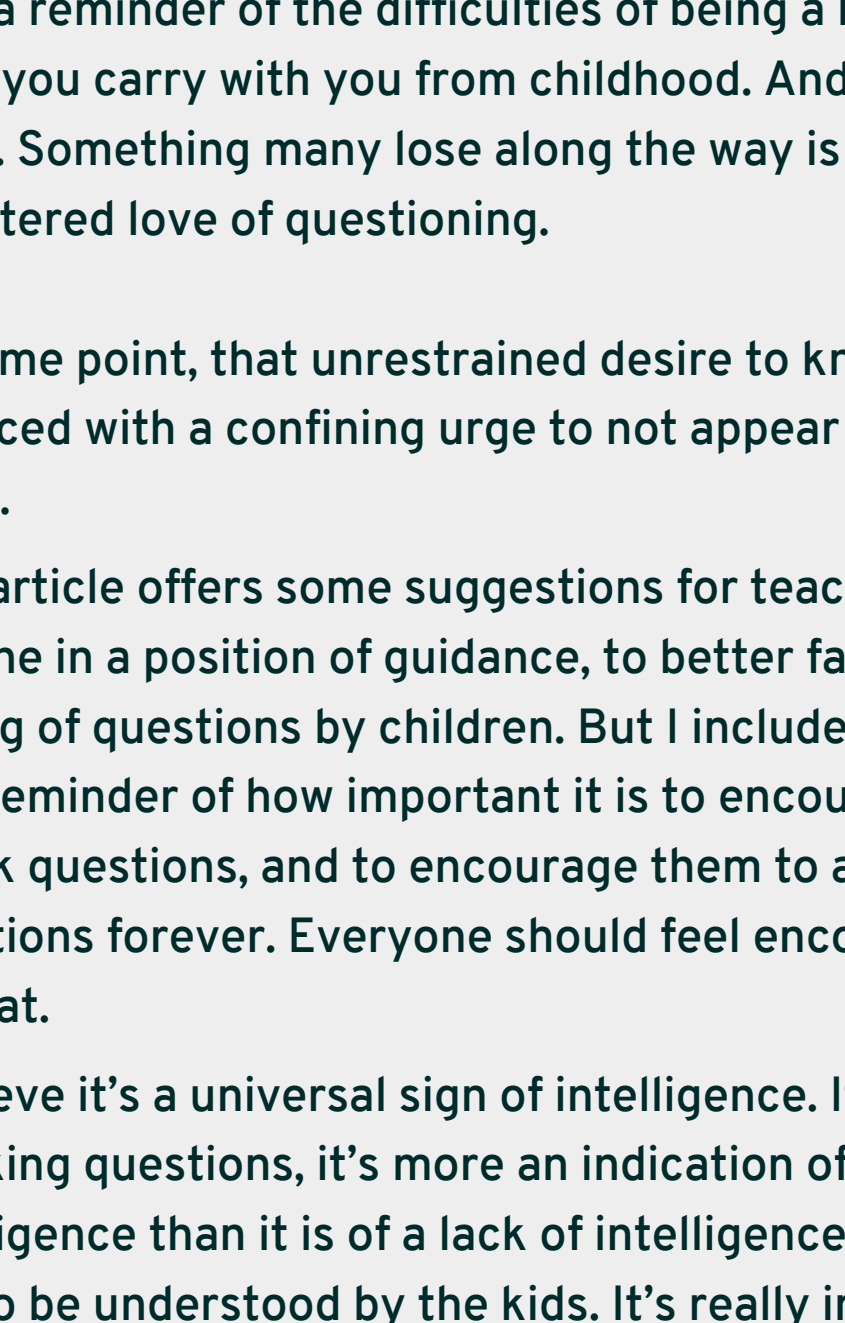 a reminder of the difficulties of being a
you carry with you from childhood. And
. Something many lose along the way is
tered love of questioning.
me point, that unrestrained desire to kn
ced with a confining urge to not appear
.
article offers some suggestions for teac
ne in a position of guidance, to better fa
g of questions by children. But I include
eminder of how important it is to encou
k questions, and to encourage them to a
tions forever. Everyone should feel enco
at.
eve it’s a universal sign of intelligence. I
king questions, it’s more an indication of
igence than it is of a lack of intelligence
o be understood by the kids. It’s really i